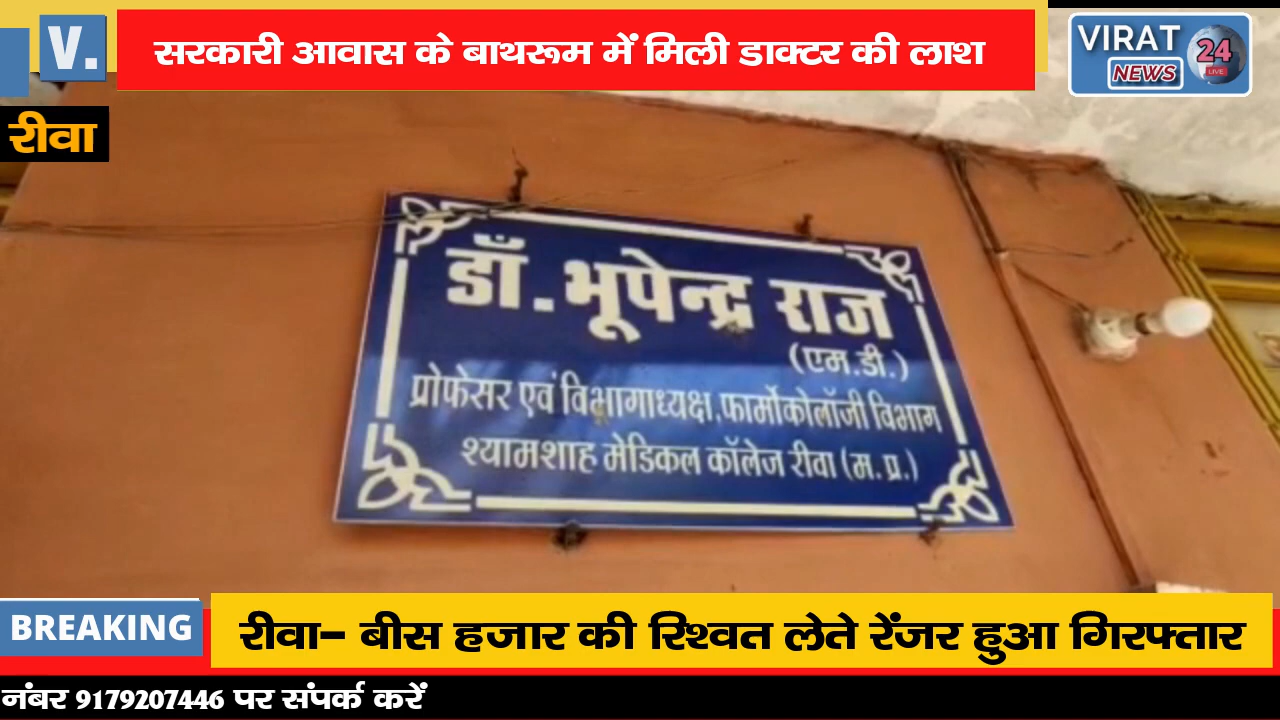 V.
सरकारी आवास के बाथरूम में मिली डाक्टर की लाश
VIRAT
NEWS
24
LIVE
रीवा
डॉ. भूपेन्द्र राज
(एम.डी.)
प्रोफेसर एवं विभागाध्यक्ष,फार्मोकोलॉजी विभाग
श्यामशाह मेडिकल कॉलेज रीवा (म.प्र.)
BREAKING
रीवा– बीस हजार की रिश्वत लेते रेंजर हुआ गिरफ्तार
नंबर 9179207446 पर संपर्क करें